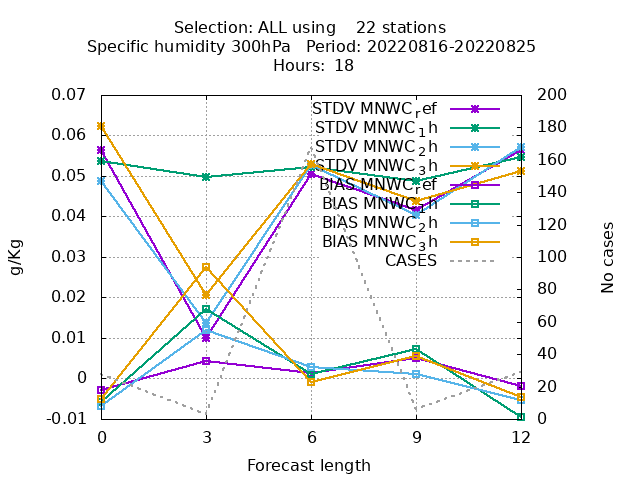 Selection: ALL using    22 stations
Specific humidity 300hPa   Period: 20220816-20220825
Hours:  18
0.07
0.06
0.05
0.04
0.03
0.02
0.01
0
-0.01
g/Kg
200
180
160
140
120
100
80
60
40
20
0
No cases
STDV MNWC_ref
STDV MNWC_1h
STDV MNWC_2h
STDV MNWC_3h
BIAS MNWC_ref
BIAS MNWC_1h
BIAS MNWC_2h
BIAS MNWC_3h
CASES
0 3 6 9 12
Forecast length